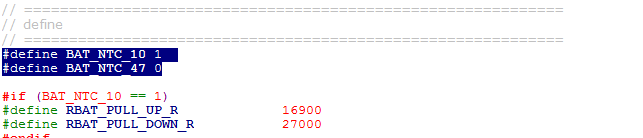 // ============================================================
// define
// ============================================================
#define BAT_NTC_10 1
#define BAT_NTC_47 0
#if (BAT_NTC_10 == 1)
#define RBAT_PULL_UP_R 16900
#define RBAT_PULL_DOWN_R 27000
#endif